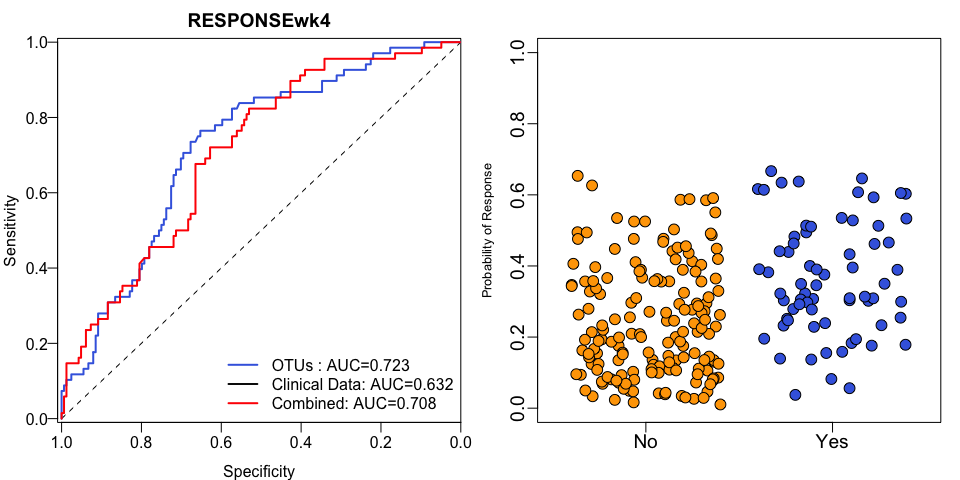 RESPONSEwk4
1.0
0.8
0.6
0.4
0.2
0.0
Sensitivity
OTUs : AUC=0.723
Clinical Data: AUC=0.632
Combined: AUC=0.708
1.0 0.8 0.6 0.4 0.2 0.0
Specificity
1.0
0.8
0.6
0.4
0.2
0.0
Probability of Response
No Yes